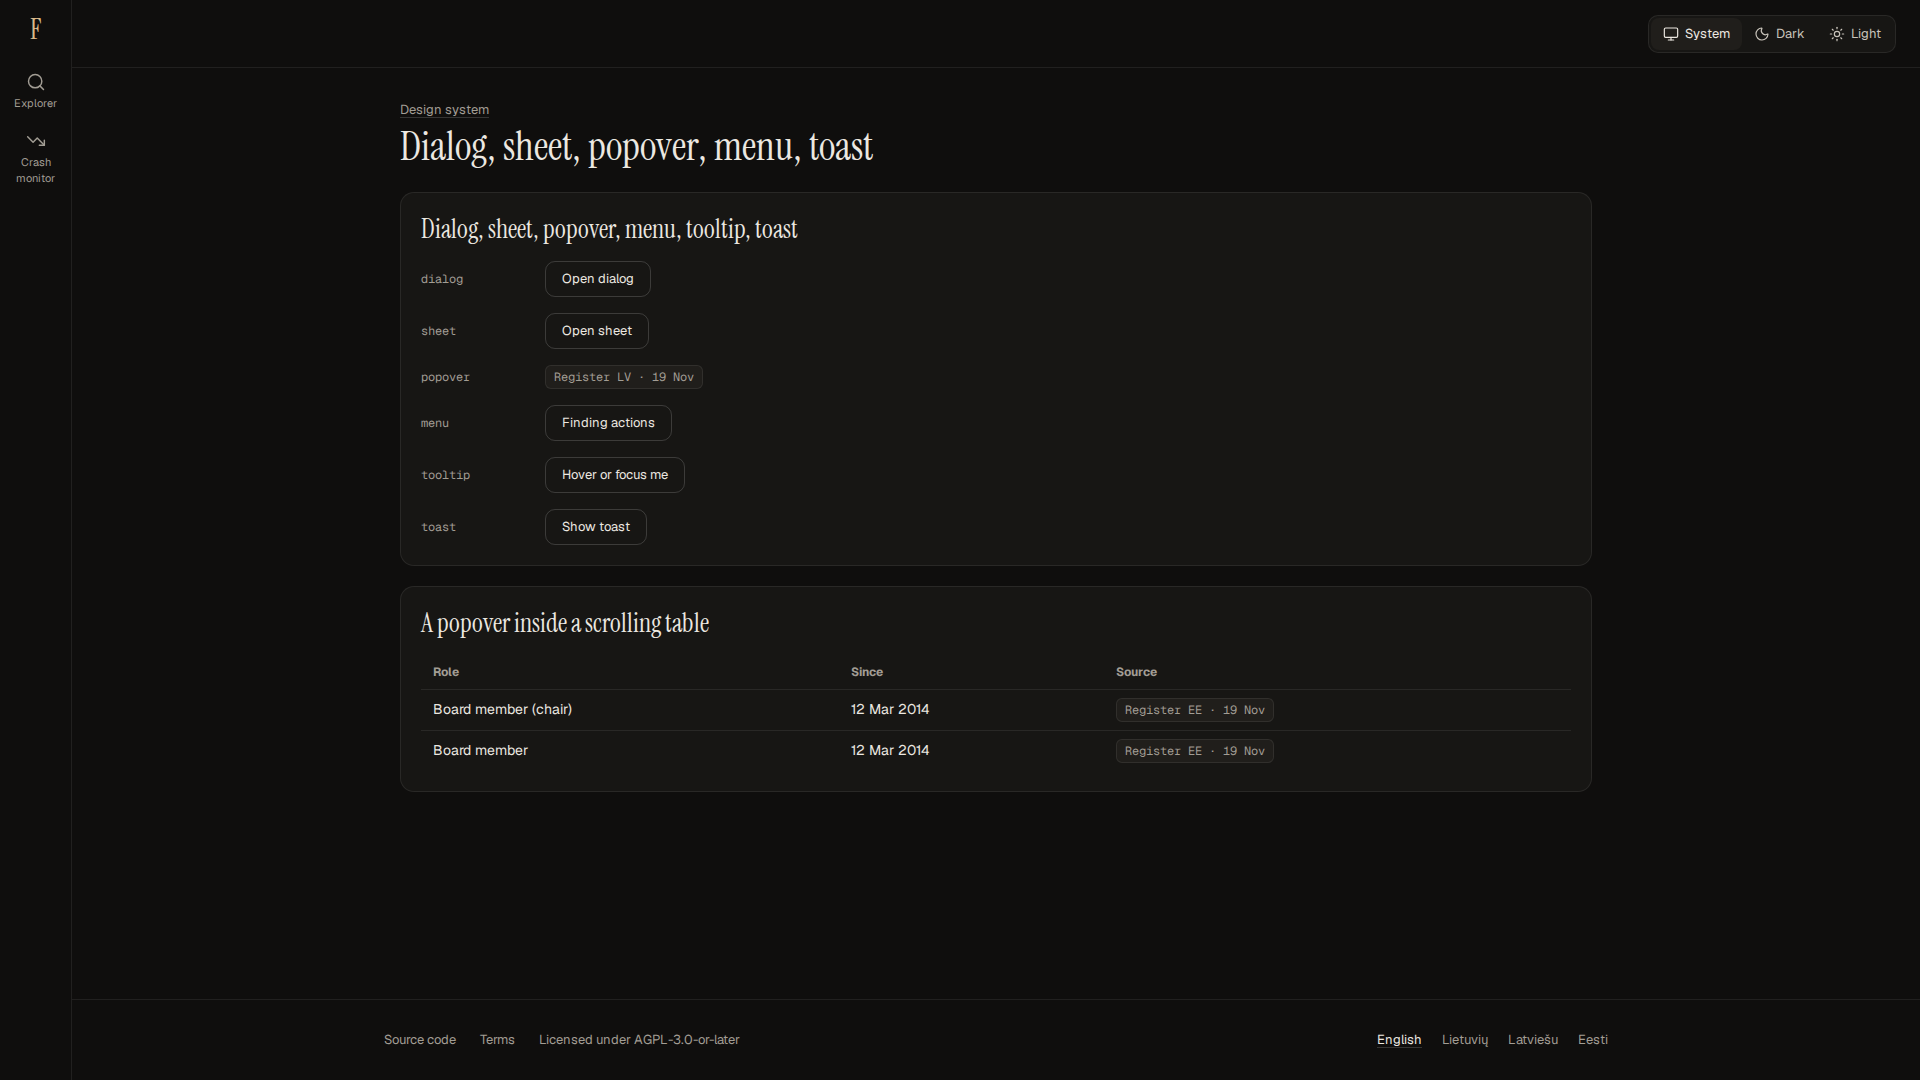 F
System
Dark
Light
Explorer
Crash
monitor
Design system
Dialog, sheet, popover, menu, toast
Dialog, sheet, popover, menu, tooltip, toast
dialog
Open dialog
sheet
Open sheet
popover
Register LV · 19 Nov
menu
Finding actions
tooltip
Hover or focus me
toast
Show toast
A popover inside a scrolling table
Role Since Source
Board member (chair) 12 Mar 2014 Register EE · 19 Nov
Board member 12 Mar 2014 Register EE · 19 Nov
Source code Terms Licensed under AGPL-3.0-or-later
English Lietuvių Latviešu Eesti